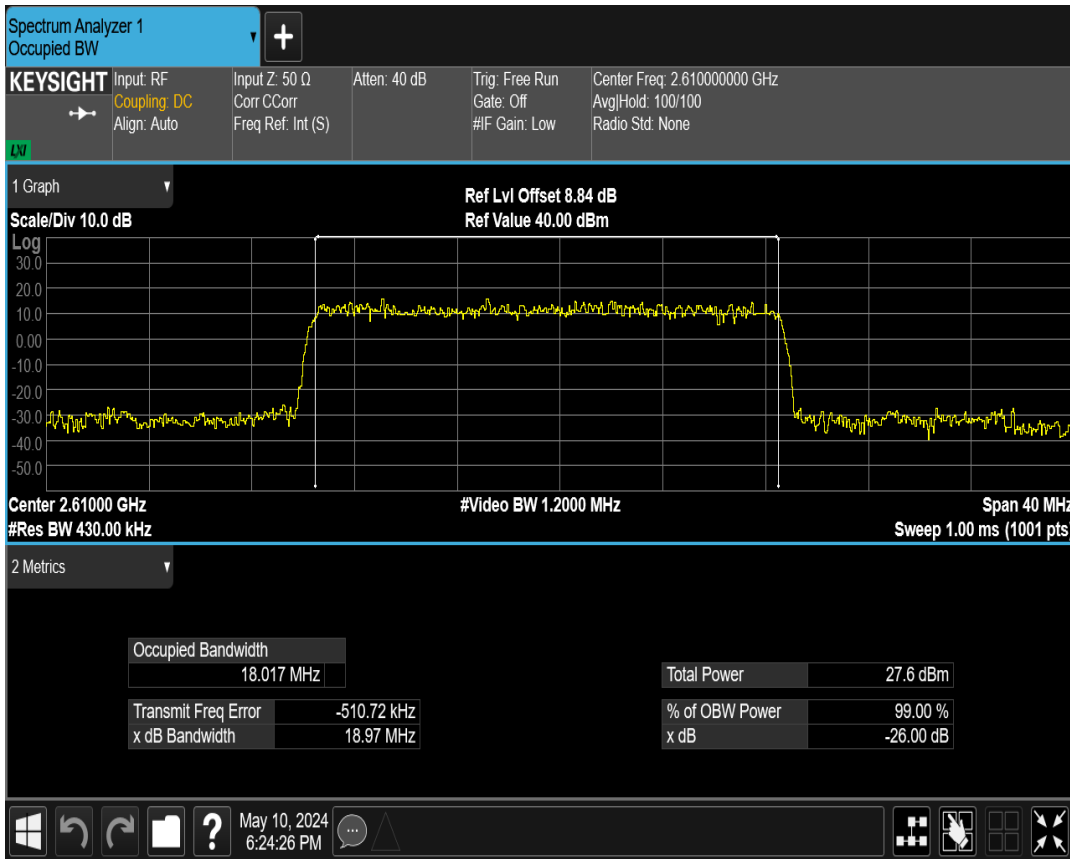 Spectrum Analyzer 1
Occupied BW
+
KEYSIGHT
LXI
Input: RF
Coupling: DC
Align: Auto
Input Z: 50 Ω
Corr CCorr
Freq Ref: Int (S)
Atten: 40 dB
Trig: Free Run
Gate: Off
#IF Gain: Low
Center Freq: 2.610000000 GHz
Avg|Hold: 100/100
Radio Std: None
1 Graph
Scale/Div 10.0 dB
Ref Lvl Offset 8.84 dB
Ref Value 40.00 dBm
Log
30.0
20.0
10.0
0.00
-10.0
-20.0
-30.0
-40.0
-50.0
Center 2.61000 GHz
#Res BW 430.00 kHz
#Video BW 1.2000 MHz
Span 40 MHz
Sweep 1.00 ms (1001 pts)
2 Metrics
Occupied Bandwidth
18.017 MHz
Transmit Freq Error -510.72 kHz
x dB Bandwidth 18.97 MHz
Total Power 27.6 dBm
% of OBW Power 99.00 %
x dB -26.00 dB
?
May 10, 2024
6:24:26 PM